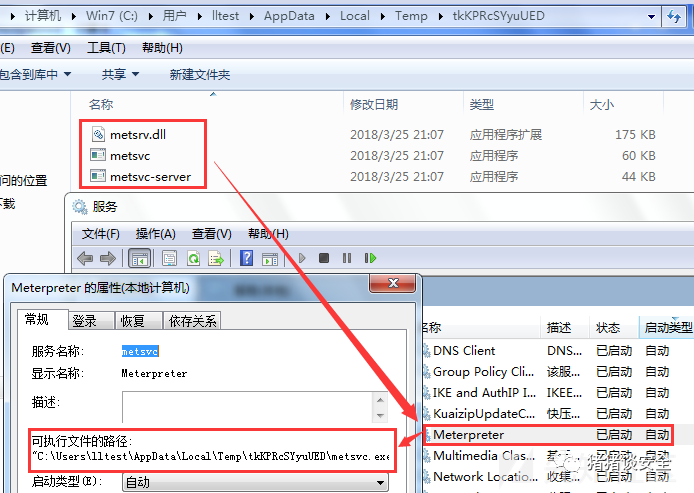 计算机 Win7 (C:) 用户 lltest AppData Local Temp tkKPRcSYyuUED
(E) 查看(V) 工具(T) 帮助(H)
包含到库中 共享 新建文件夹
名称 修改日期 类型 大小
metsrv.dll 2018/3/25 21:07 应用程序扩展 175 KB
metsvc 2018/3/25 21:07 应用程序 60 KB
metsvc-server 2018/3/25 21:07 应用程序 44 KB
问的位置
下载
服务
文件(F) 操作(A) 查看(V) 帮助(H)
Meterpreter 的属性(本地计算机)
常规 登录 恢复 依存关系
服务名称: metsvc
显示名称: Meterpreter
描述:
可执行文件的路径:
"C:\Users\lltest\AppData\Local\Temp\tkKPRcSYyuUED\metsvc.exe
启动类型(E): 自动
名称 描述 状态 启动类型
DNS Client DNS... 已启动 自动
Group Policy Cli... 该服... 已启动 自动
IKE and AuthIP I... IKEE... 已启动 自动
KuaizipUpdateC... 快压... 已启动 自动
Meterpreter 已启动 自动
Multimedia Clas... 基于... 已启动 自动
Network Locatio... 收集...
猪猪谈安全